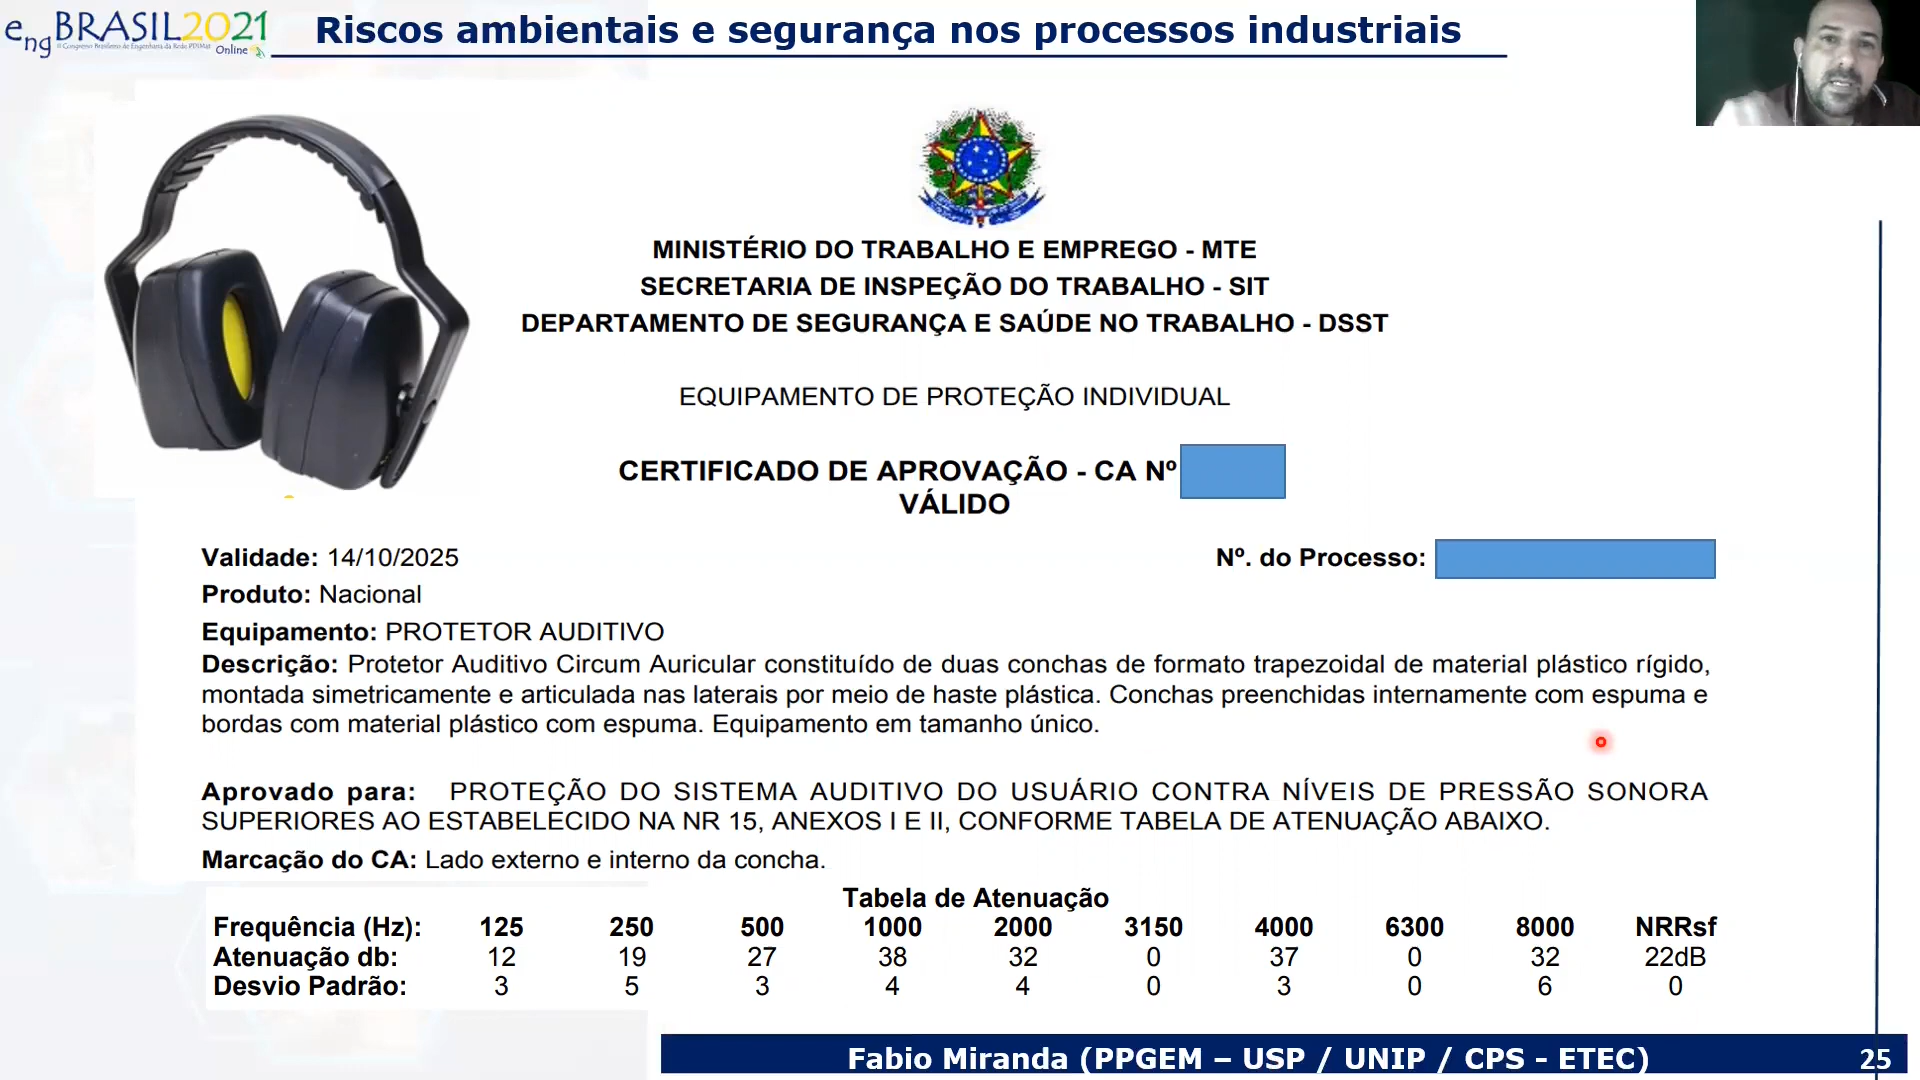 engBRASIL2021
II Congresso Brasileiro de Engenharia da Rede PDIMat
Online
Riscos ambientais e segurança nos processos industriais
MINISTÉRIO DO TRABALHO E EMPREGO - MTE
SECRETARIA DE INSPEÇÃO DO TRABALHO - SIT
DEPARTAMENTO DE SEGURANÇA E SAÚDE NO TRABALHO - DSST
EQUIPAMENTO DE PROTEÇÃO INDIVIDUAL
CERTIFICADO DE APROVAÇÃO - CA Nº
VÁLIDO
Validade: 14/10/2025 Nº. do Processo:
Produto: Nacional
Equipamento: PROTETOR AUDITIVO
Descrição: Protetor Auditivo Circum Auricular constituído de duas conchas de formato trapezoidal de material plástico rígido,
montada simetricamente e articulada nas laterais por meio de haste plástica. Conchas preenchidas internamente com espuma e
bordas com material plástico com espuma. Equipamento em tamanho único.
Aprovado para: PROTEÇÃO DO SISTEMA AUDITIVO DO USUÁRIO CONTRA NÍVEIS DE PRESSÃO SONORA
SUPERIORES AO ESTABELECIDO NA NR 15, ANEXOS I E II, CONFORME TABELA DE ATENUAÇÃO ABAIXO.
Marcação do CA: Lado externo e interno da concha.
Tabela de Atenuação
Frequência (Hz): 125 250 500 1000 2000 3150 4000 6300 8000 NRRsf
Atenuação db: 12 19 27 38 32 0 37 0 32 22dB
Desvio Padrão: 3 5 3 4 4 0 3 0 6 0
Fabio Miranda (PPGEM – USP / UNIP / CPS - ETEC) 25